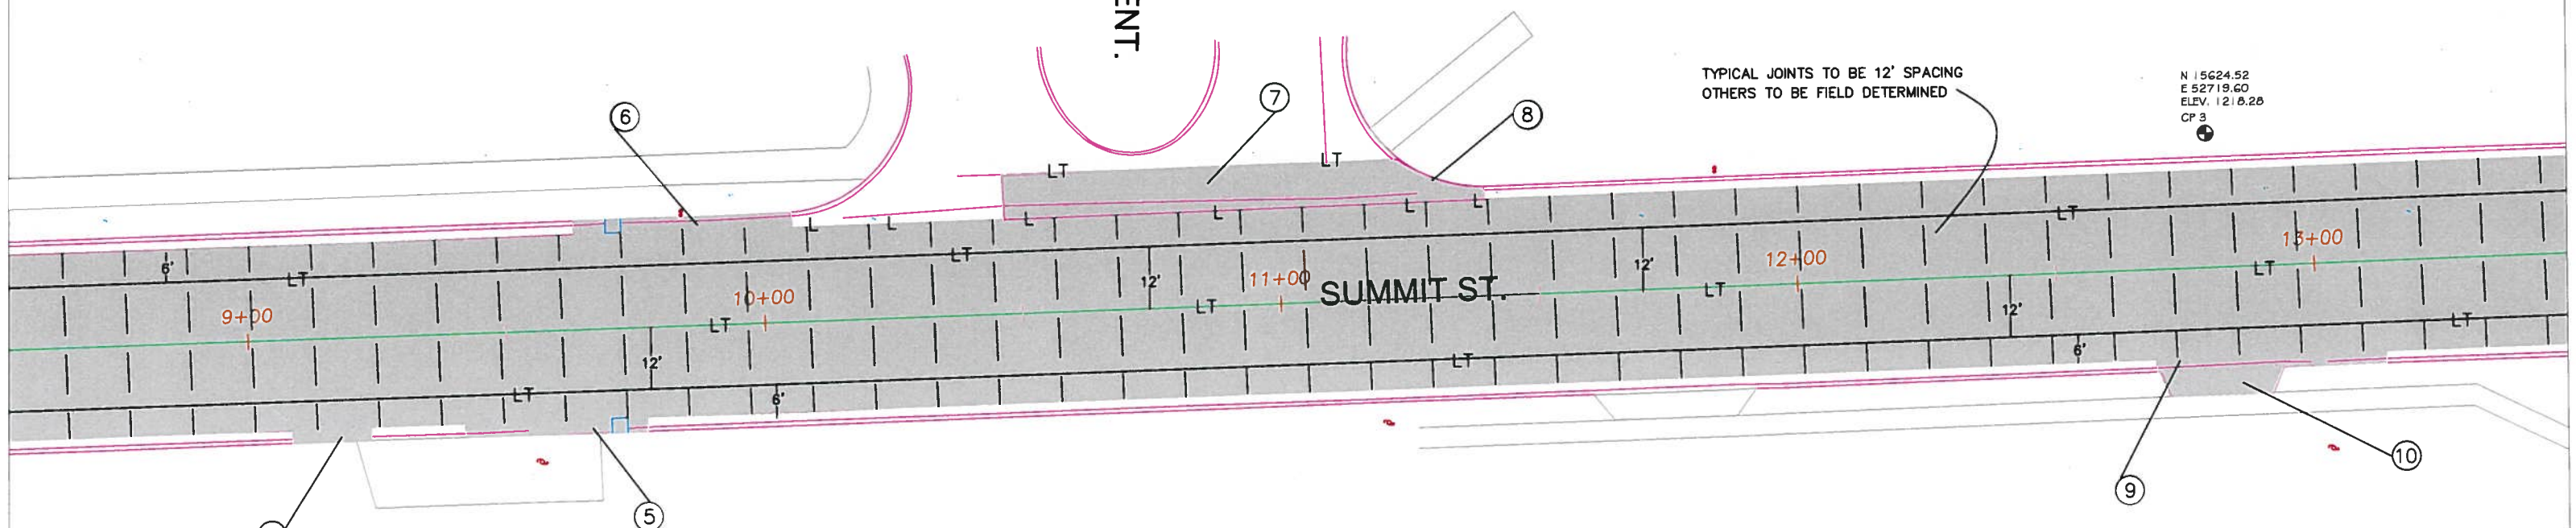 ENT.
TYPICAL JOINTS TO BE 12' SPACING
OTHERS TO BE FIELD DETERMINED
N 15624.52
E 52719.60
ELEV. 1218.28
CP 3
6
7
8
LT
LT
L
L
L
L
L
L
LT
LT
LT
6'
12'
12'
9+00
10+00
11+00
12+00
13+00
SUMMIT ST.
LT
LT
LT
LT
12'
12'
LT
LT
LT
6'
6'
5
9
10